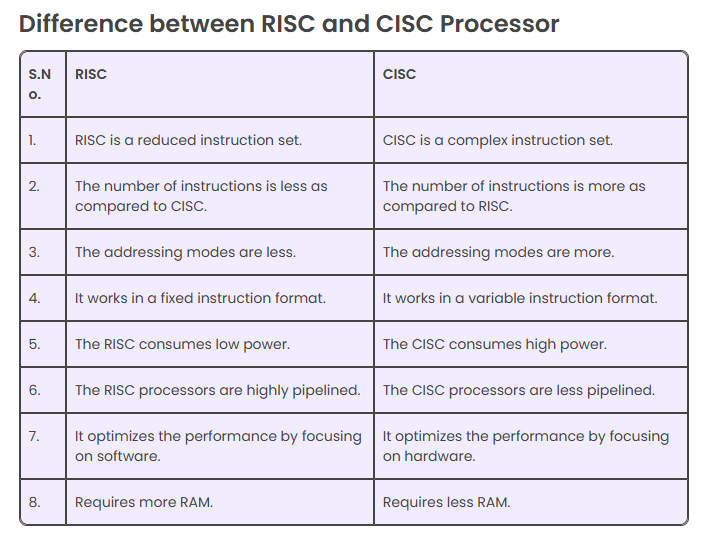 Difference between RISC and CISC Processor
S.N
o.
RISC
CISC
1.
RISC is a reduced instruction set.
CISC is a complex instruction set.
2.
The number of instructions is less as
compared to CISC.
The number of instructions is more as
compared to RISC.
3.
The addressing modes are less.
The addressing modes are more.
4.
It works in a fixed instruction format.
It works in a variable instruction format.
5.
The RISC consumes low power.
The CISC consumes high power.
6.
The RISC processors are highly pipelined.
The CISC processors are less pipelined.
7.
It optimizes the performance by focusing
on software.
It optimizes the performance by focusing
on hardware.
8.
Requires more RAM.
Requires less RAM.